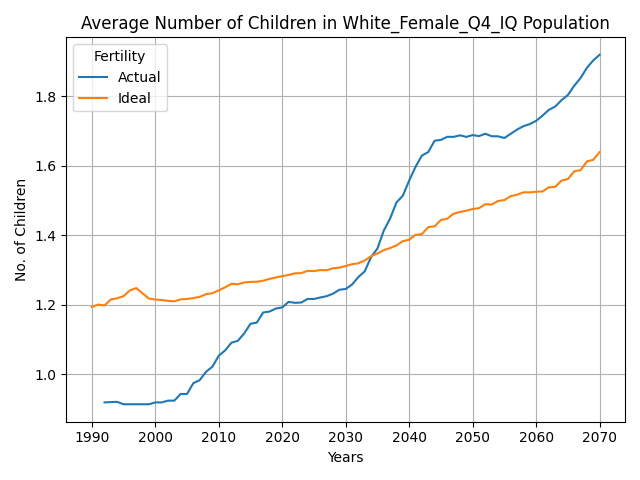 Average Number of Children in White_Female_Q4_IQ Population
Fertility
Actual
Ideal
No. of Children
1.8
1.6
1.4
1.2
1.0
1990 2000 2010 2020 2030 2040 2050 2060 2070
Years